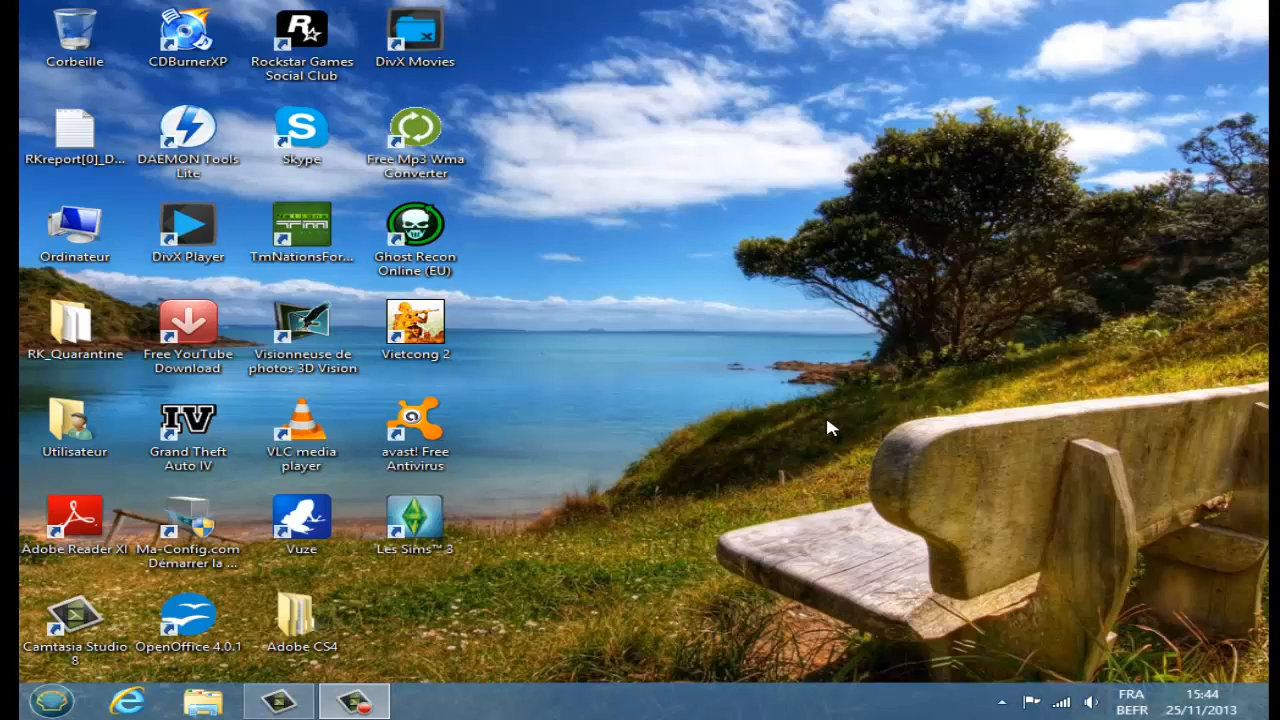 Corbeille
CDBurnerXP
Rockstar Games
Social Club
DivX Movies
RKreport[0]_D...
DAEMON Tools
Lite
Skype
Free Mp3 Wma
Converter
Ordinateur
DivX Player
TmNationsFor...
Ghost Recon
Online (EU)
RK_Quarantine
Free YouTube
Download
Visionneuse de
photos 3D Vision
Vietcong 2
Utilisateur
IV
Grand Theft
Auto IV
VLC media
player
avast! Free
Antivirus
Adobe Reader XI
Ma-Config.com
Démarrer la ...
Vuze
Les Sims™ 3
Camtasia Studio
8
OpenOffice 4.0.1
Adobe CS4
FRA
BEFR
15:44
25/11/2013